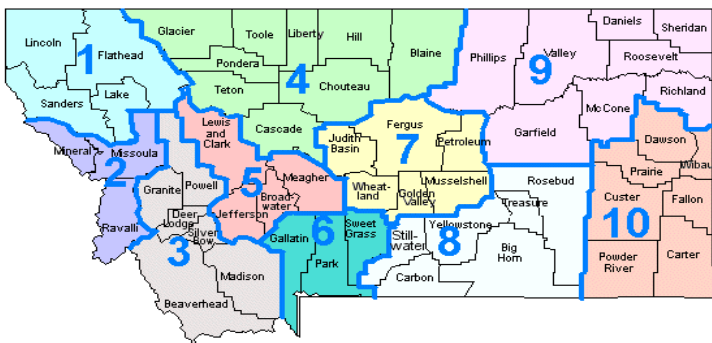 Lincoln
Flathead
1
Sanders
Lake
Glacier
Toole
Liberty
Hill
Blaine
Pondera
4
Teton
Chouteau
Cascade
Phillips
Valley
9
Daniels
Sheridan
Roosevelt
Richland
McCone
Garfield
Mineral
Missoula
2
Ravalli
Granite
Powell
Deer
Lodge
Silver
Bow
3
Madison
Beaverhead
Lewis
and
Clark
5
Meagher
Broad-
water
Jefferson
Fergus
Judith
Basin
7
Petroleum
Wheat-
land
Golden
Valley
Musselshell
Gallatin
6
Sweet
Grass
Park
Still-
water
Yellowstone
8
Rosebud
Treasure
Big
Horn
Carbon
Dawson
Wibau
Prairie
Custer
Fallon
10
Powder
River
Carter